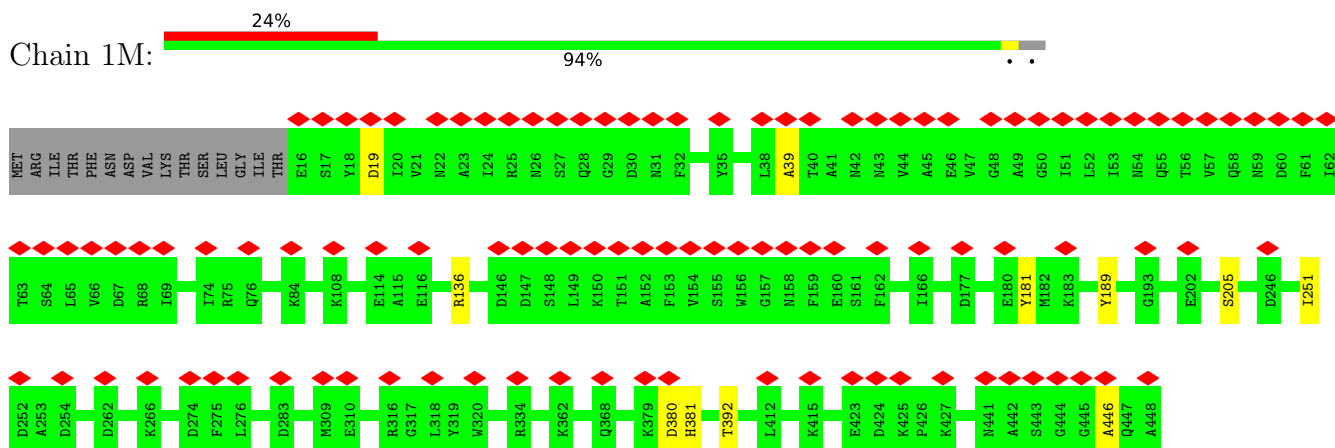 24%
Chain 1M:
94%
. .
MET ARG ILE THR PHE ASN ASN ASP VAL LYS THR SER LEU GLY ILE THR E16 S17 Y18 D19 I20 V21 N22 A23 I24 R25 N26 S27 Q28 G29 D30 N31 F32 Y35 L38 A39 T40 A41 N42 N43 V44 A45 E46 V47 G48 A49 G50 I51 L52 I53 N54 Q55 T56 V57 Q58 N59 D60 F61 I62
T63 S64 L65 V66 D67 R68 I69 I74 R75 Q76 K84 K108 E114 A115 E116 R136 D146 D147 S148 L149 K150 T151 A152 F153 V154 S155 W156 G157 N158 F159 E160 S161 F162 I166 D177 E180 Y181 M182 K183 Y189 G193 E202 S205 D246 I251
D252 A253 D254 D262 K266 D274 F275 L276 D283 M309 E310 R316 G317 L318 Y319 W320 R334 K362 Q368 K379 D380 H381 T392 L412 K415 E423 D424 K425 P426 K427 N441 A442 S443 G444 G445 A446 Q447 A448